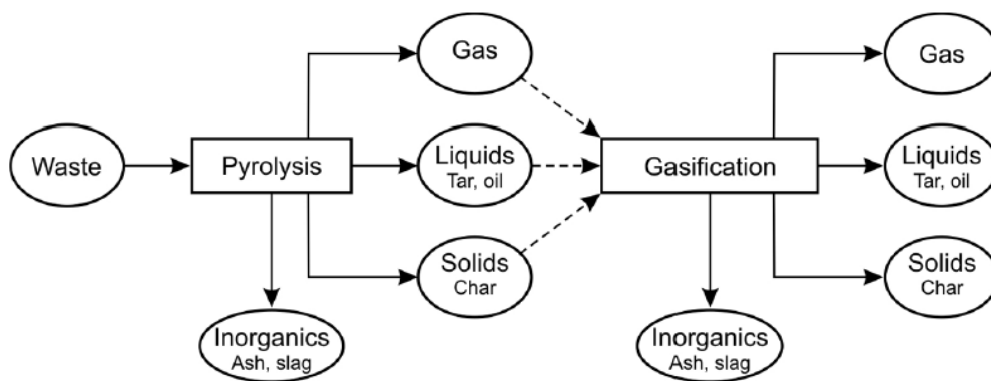 Waste
Pyrolysis
Gas
Liquids
Tar, oil
Solids
Char
Inorganics
Ash, slag
Gasification
Gas
Liquids
Tar, oil
Solids
Char
Inorganics
Ash, slag